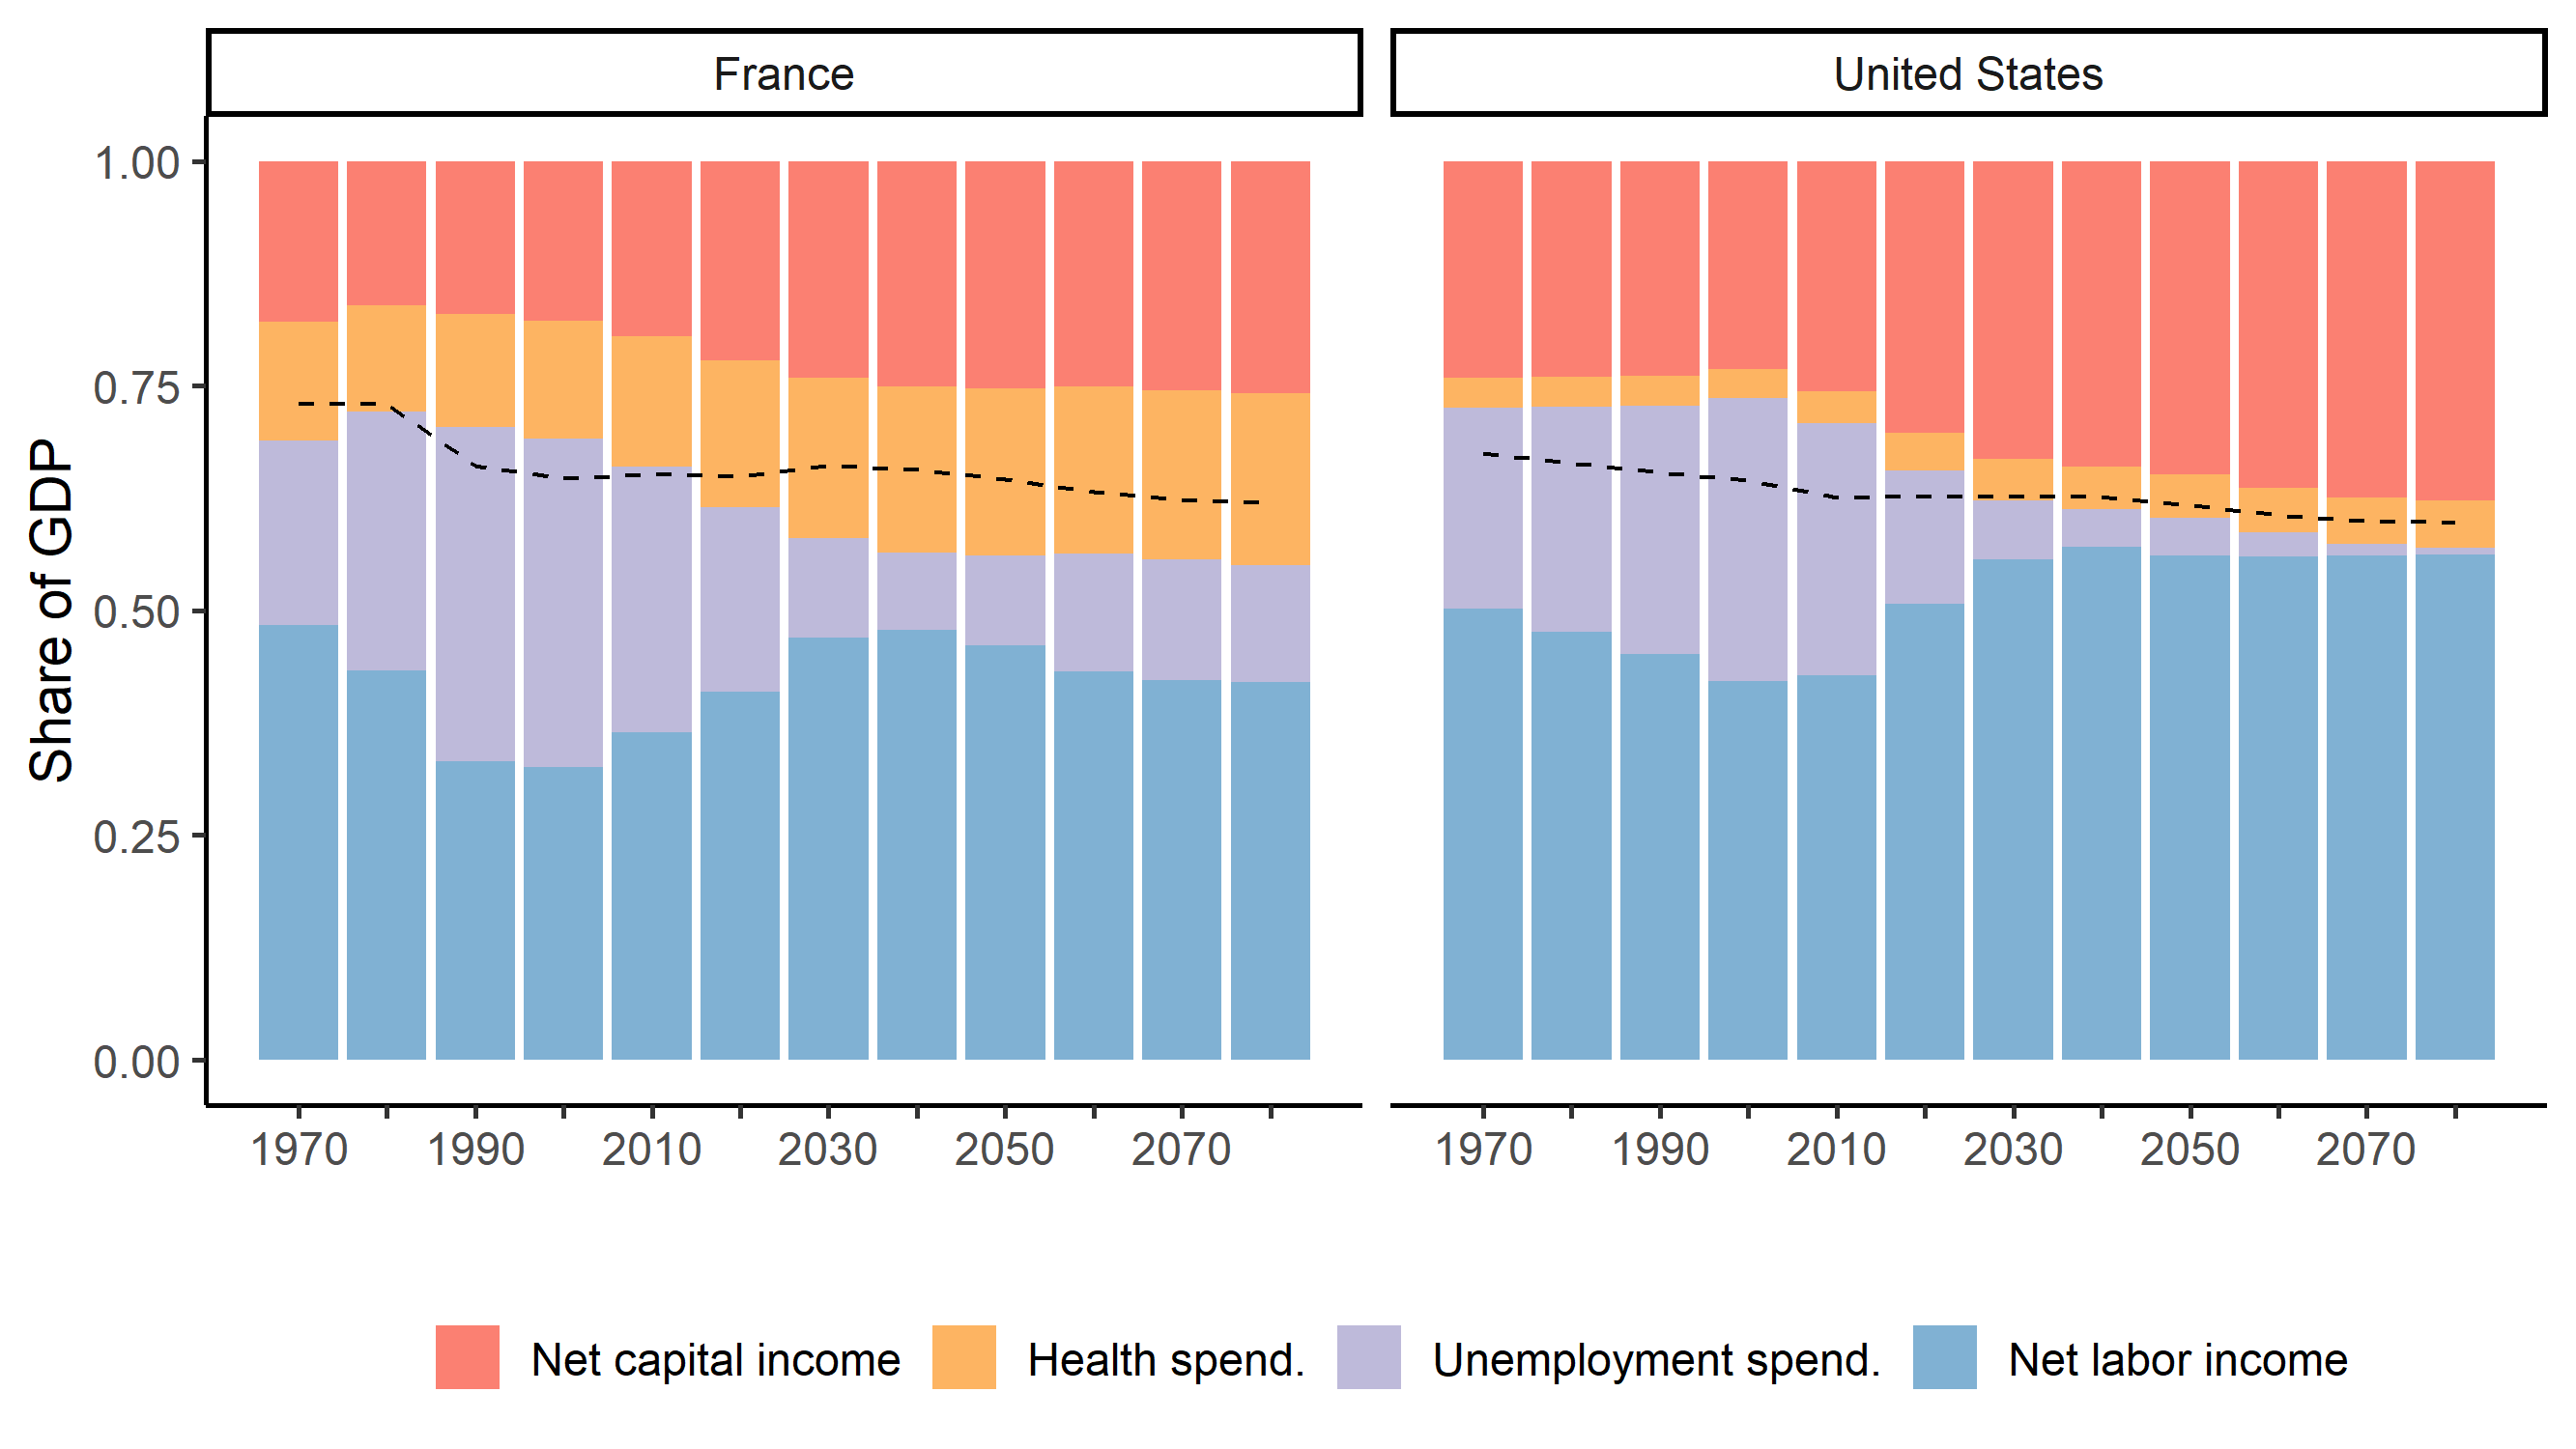 France
United States
Share of GDP
1.00
0.75
0.50
0.25
0.00
1970 1990 2010 2030 2050 2070
1970 1990 2010 2030 2050 2070
Net capital income Health spend. Unemployment spend. Net labor income